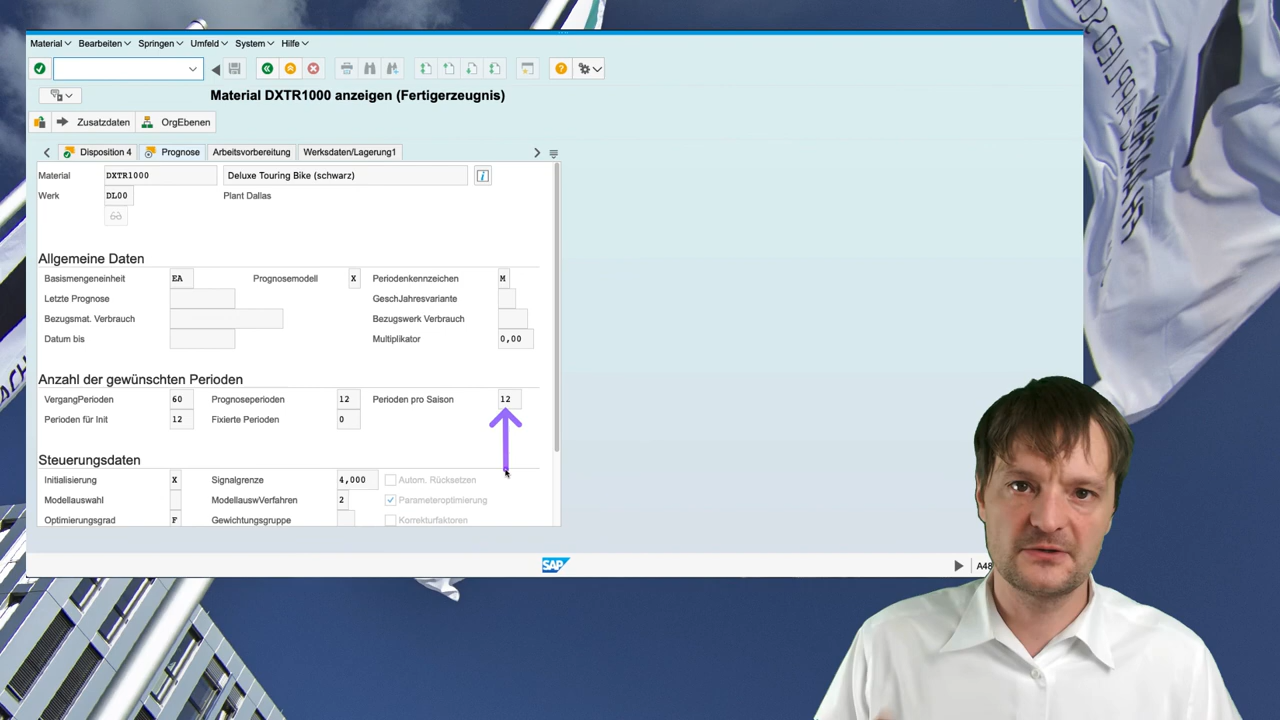 Material Bearbeiten Springen Umfeld System Hilfe
Material DXTR1000 anzeigen (Fertigerzeugnis)
Zusatzdaten OrgEbenen
Disposition 4 Prognose Arbeitsvorbereitung Werksdaten/Lagerung1
Material DXTR1000 Deluxe Touring Bike (schwarz)
Werk DL00 Plant Dallas
Allgemeine Daten
Basismengeneinheit EA Prognosemodell X Periodenkennzeichen M
Letzte Prognose GeschJahresvariante
Bezugsmat. Verbrauch Bezugswerk Verbrauch
Datum bis Multiplikator 0,00
Anzahl der gewünschten Perioden
VergangPerioden 60 Prognoseperioden 12 Perioden pro Saison 12
Perioden für Init 12 Fixierte Perioden 0
Steuerungsdaten
Initialisierung X Signalgrenze 4,000 Autom. Rücksetzen
Modellauswahl ModellauswVerfahren 2 Parameteroptimierung
Optimierungsgrad F Gewichtungsgruppe Korrekturfaktoren
SAP
A48